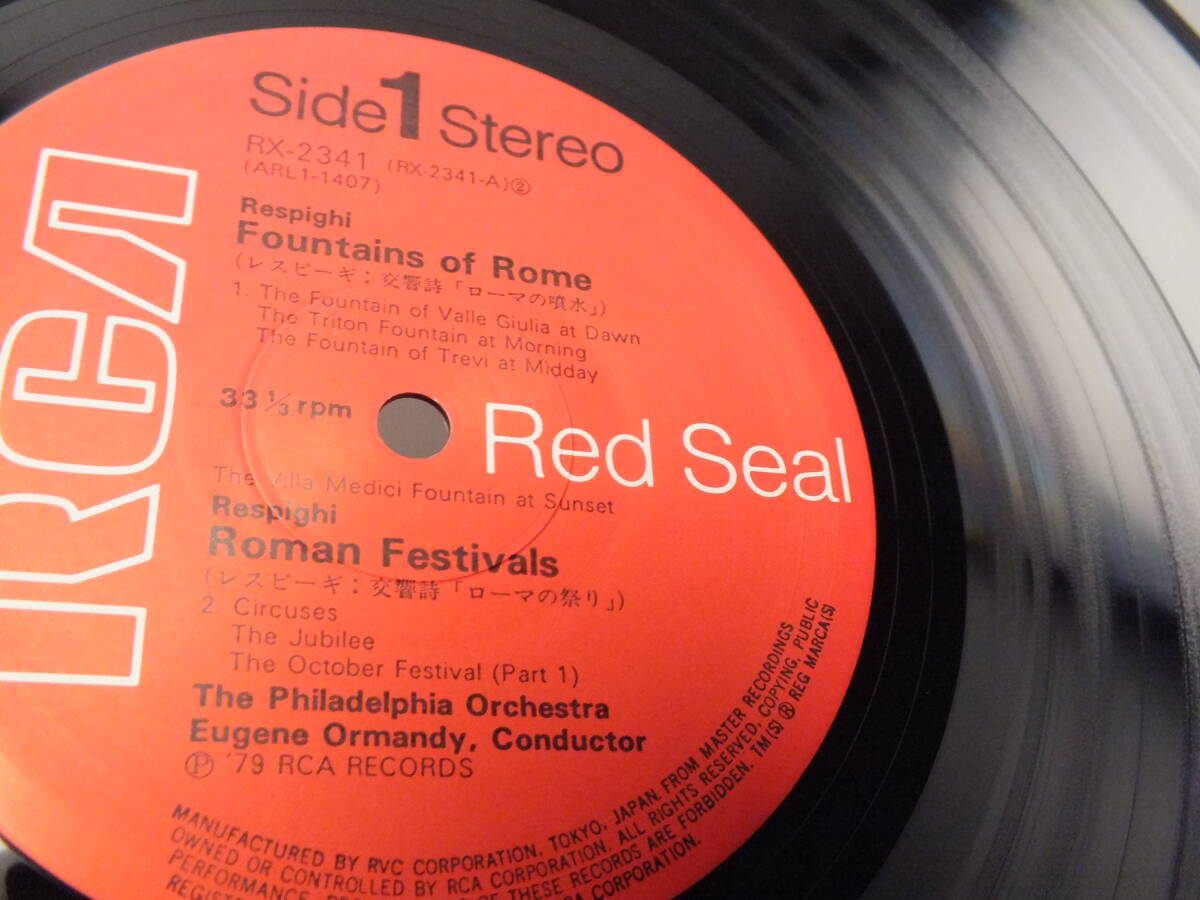 RCA
Side 1 Stereo
RX-2341 (RX-2341-A)②
(ARL1-1407)
Respighi
Fountains of Rome
(レスピーギ：交響詩「ローマの噴水」)
1. The Fountain of Valle Giulia at Dawn
The Triton Fountain at Morning
The Fountain of Trevi at Midday
33 1/3 rpm
Red Seal
The Villa Medici Fountain at Sunset
Respighi
Roman Festivals
(レスピーギ：交響詩「ローマの祭り」)
2. Circuses
The Jubilee
The October Festival (Part 1)
The Philadelphia Orchestra
Eugene Ormandy, Conductor
Ⓟ '79 RCA RECORDS
MANUFACTURED BY RVC CORPORATION, TOKYO, JAPAN. FROM MASTER RECORDINGS
OWNED OR CONTROLLED BY RCA CORPORATION. ALL RIGHTS RESERVED, COPYING, PUBLIC
PERFORMANCE, OF THESE RECORDS ARE FORBIDDEN. TM(S) ® REG MARCA(S)
CORPORATION.